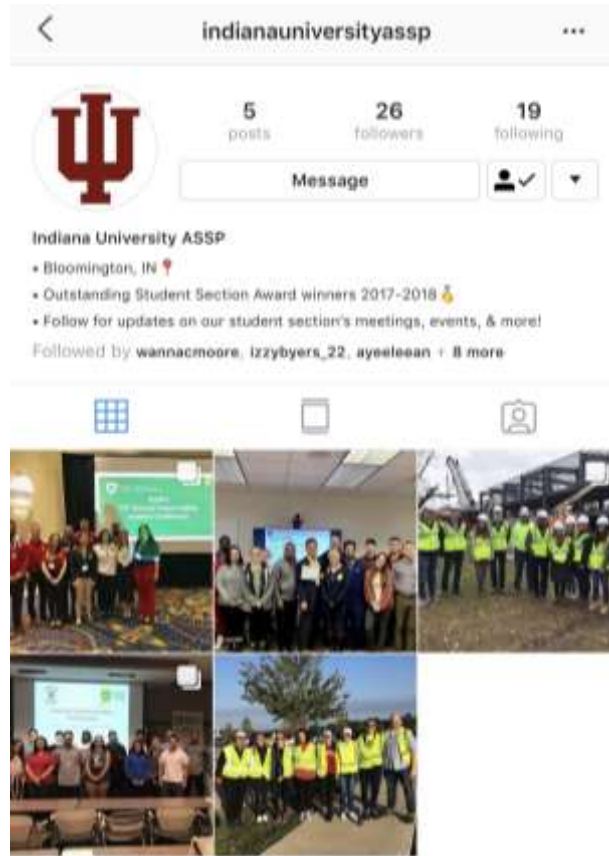 indianauniversityassp
5 26 19
posts followers following
Message
Indiana University ASSP
• Bloomington, IN📍
• Outstanding Student Section Award winners 2017-2018🏅
• Follow for updates on our student section's meetings, events, & more!
Followed by wannacmoore, izzybyers_22, ayeeleean + 8 more